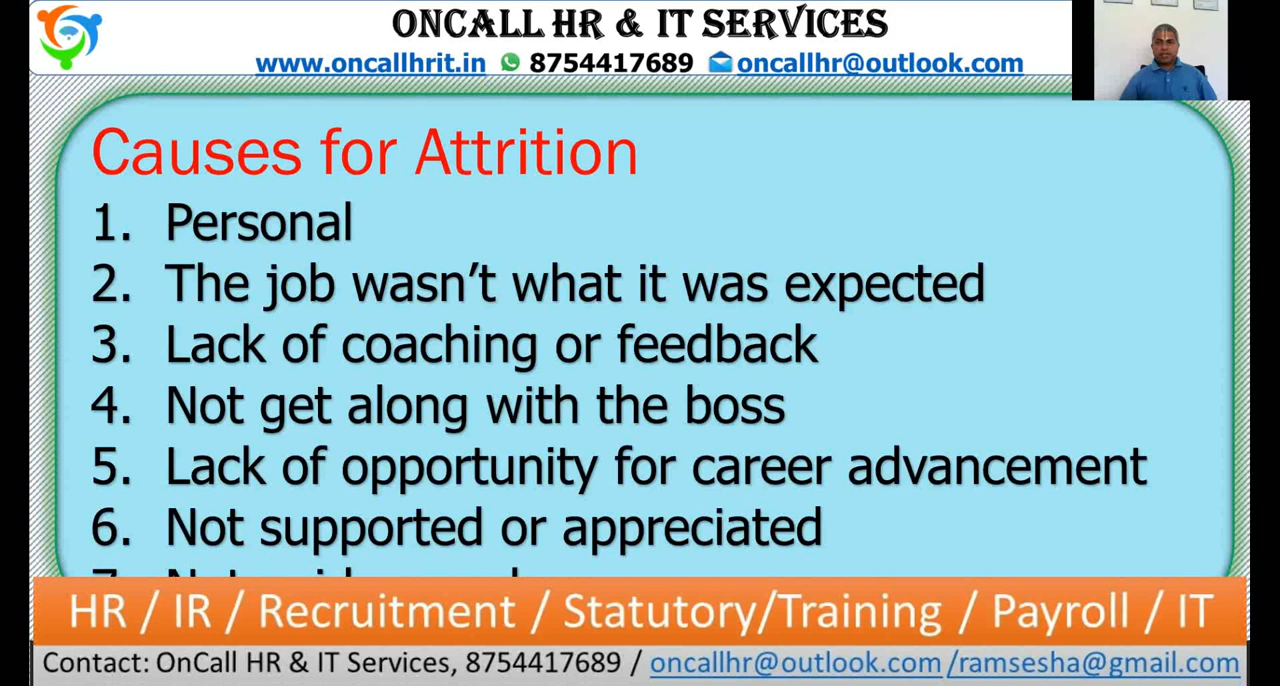 ONCALL HR & IT SERVICES
www.oncallhrit.in 8754417689 oncallhr@outlook.com
Causes for Attrition
1. Personal
2. The job wasn't what it was expected
3. Lack of coaching or feedback
4. Not get along with the boss
5. Lack of opportunity for career advancement
6. Not supported or appreciated
7.
HR / IR / Recruitment / Statutory/Training / Payroll / IT
Contact: OnCall HR & IT Services, 8754417689 / oncallhr@outlook.com /ramsesha@gmail.com